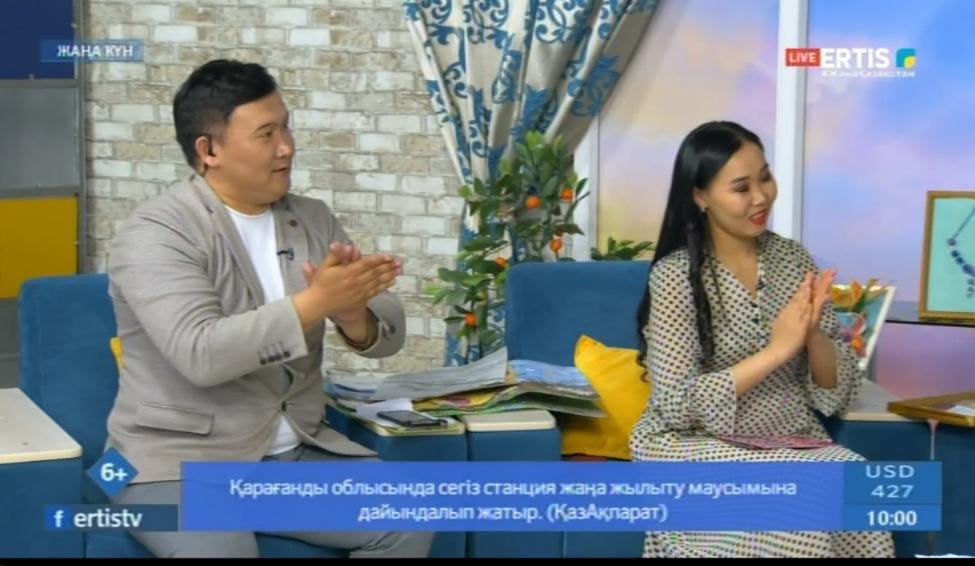 ЖАҢА КҮН
LIVE ERTIS
#ЖаңаҚазақстан
6+
Қарағанды облысында сегіз станция жаңа жылыту маусымына
дайындалып жатыр. (ҚазАқпарат)
USD
427
10:00
f ertistv